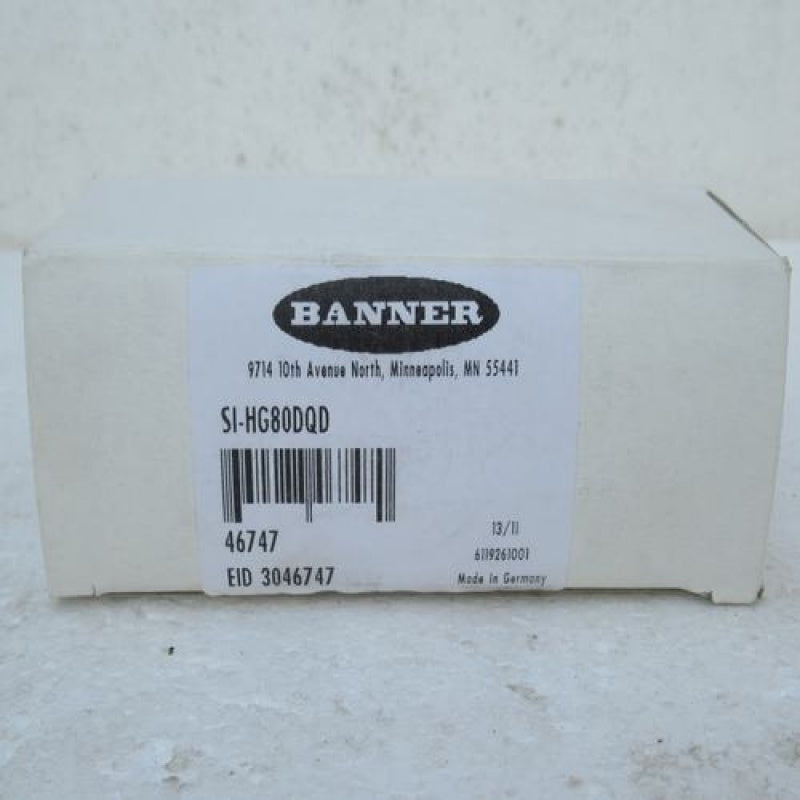 BANNER
9714 10th Avenue North, Minneapolis, MN 55441
SI-HG80DQD
46747
13/11
6119261001
EID 3046747
Made in Germany